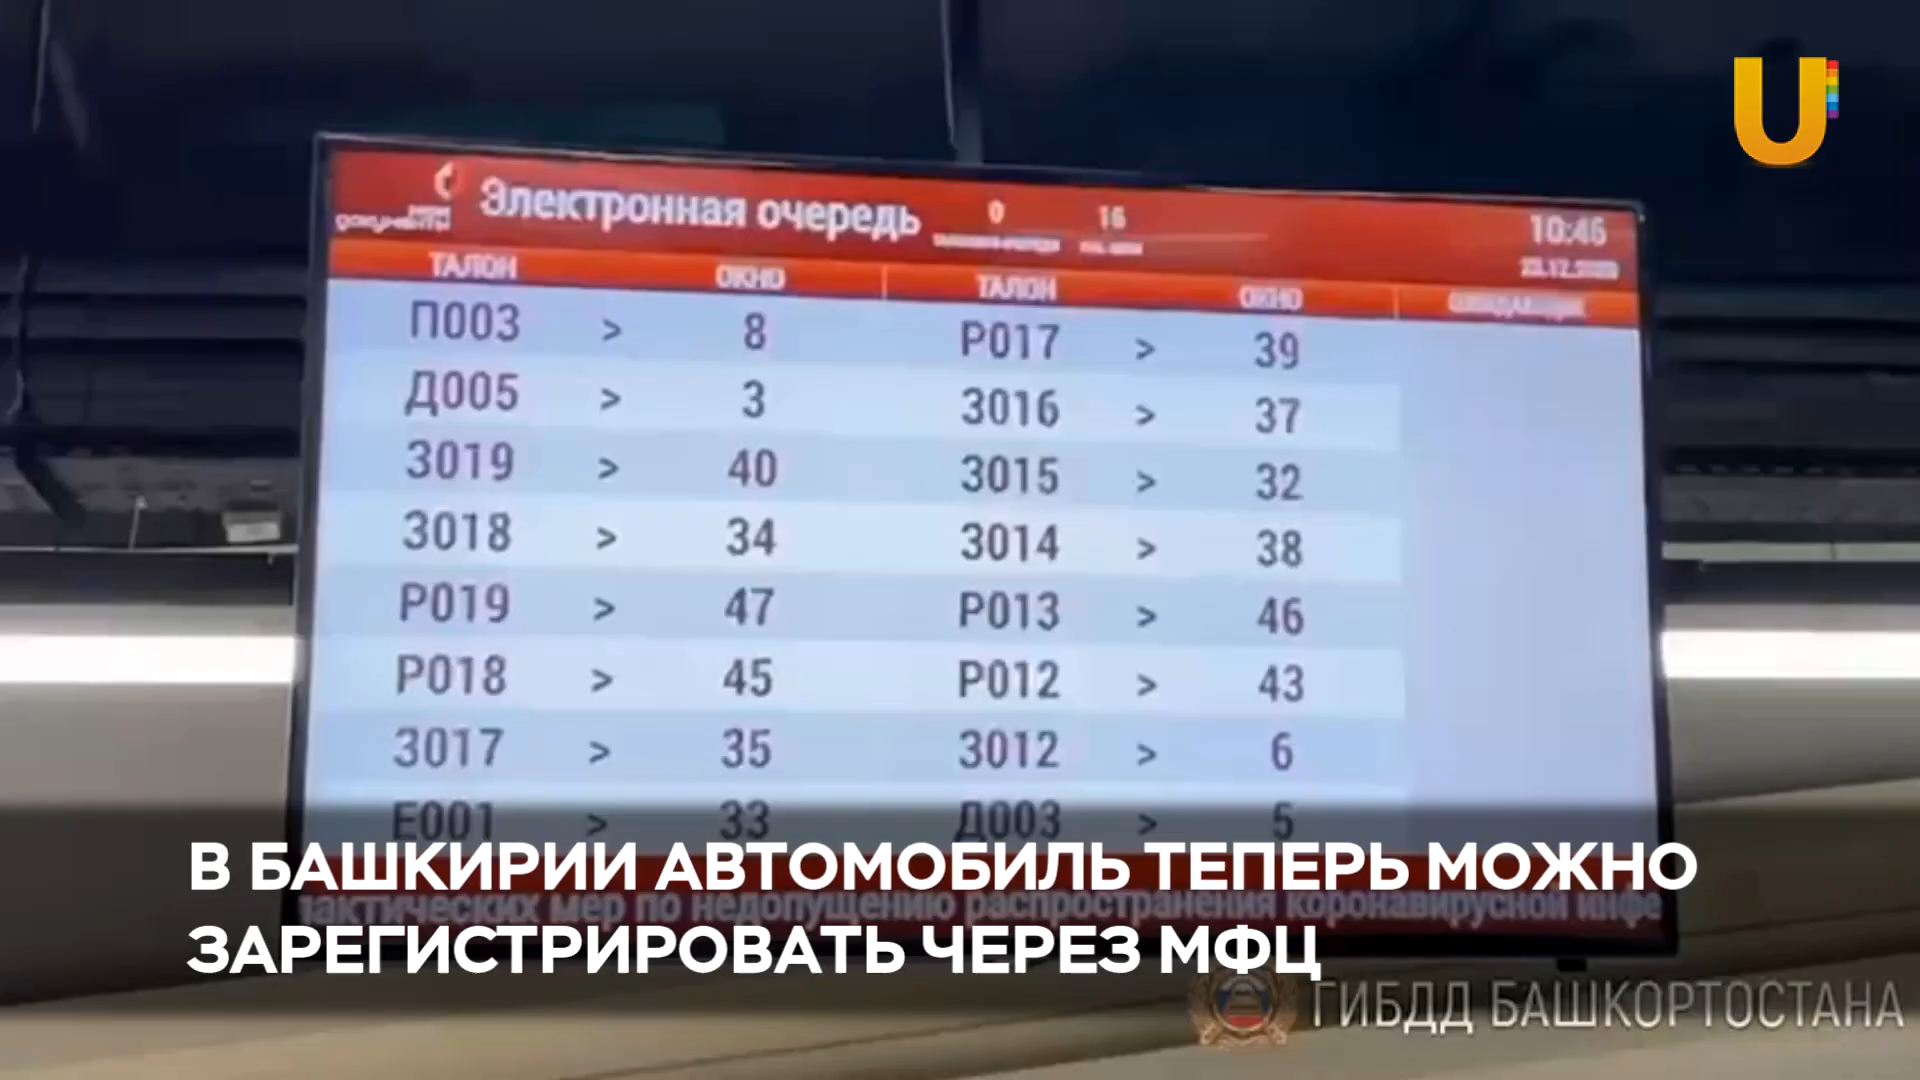 U
Электронная очередь 0 16 10:46
документы
ТАЛОН ОКНО ТАЛОН ОКНО
П003 > 8 Р017 > 39
Д005 > 3 З016 > 37
З019 > 40 З015 > 32
З018 > 34 З014 > 38
Р019 > 47 Р013 > 46
Р018 > 45 Р012 > 43
З017 > 35 З012 > 6
Е001 > 33 Д003 > 5
В БАШКИРИИ АВТОМОБИЛЬ ТЕПЕРЬ МОЖНО
мер по недопущению распространения коронавирусной инфе
ЗАРЕГИСТРИРОВАТЬ ЧЕРЕЗ МФЦ
ГИБДД БАШКОРТОСТАНА